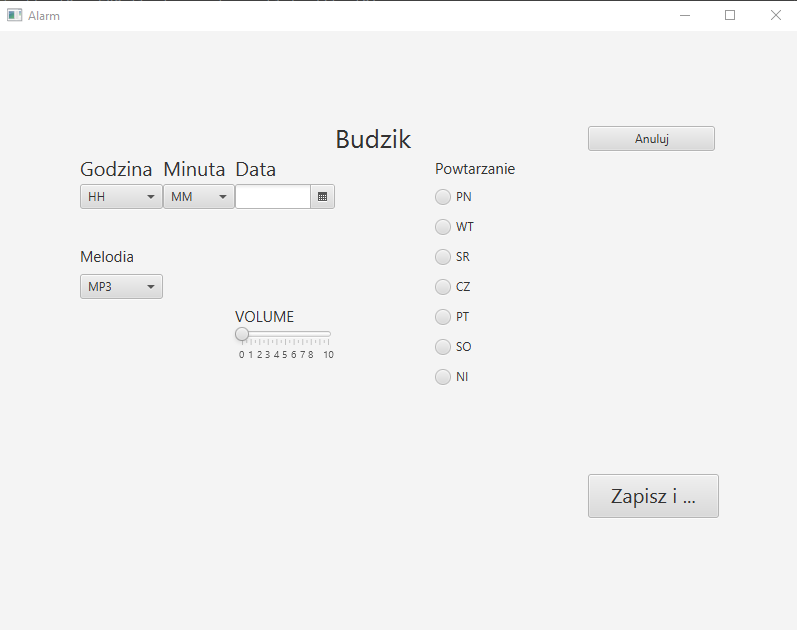 Alarm
Budzik
Anuluj
Godzina Minuta Data
Powtarzanie
HH MM
PN
WT
Melodia
SR
MP3
CZ
VOLUME
PT
0 1 2 3 4 5 6 7 8 10
SO
NI
Zapisz i ...